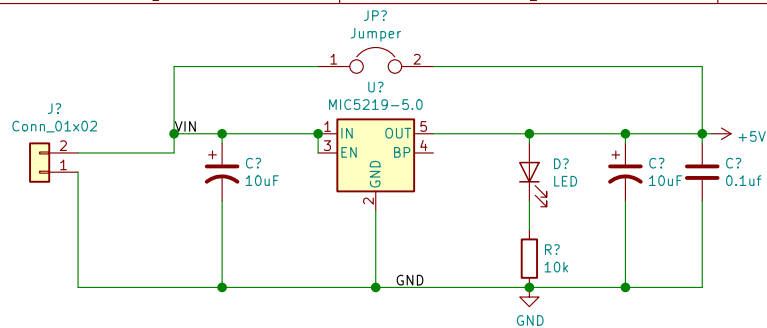 JP?
Jumper
1
2
U?
MIC5219-5.0
J?
Conn_01x02
2
1
VIN
1
IN
OUT
5
3
EN
BP
4
GND
2
+
C?
10uF
D?
LED
+
C?
10uF
C?
0.1uf
+5V
R?
10k
GND
GND